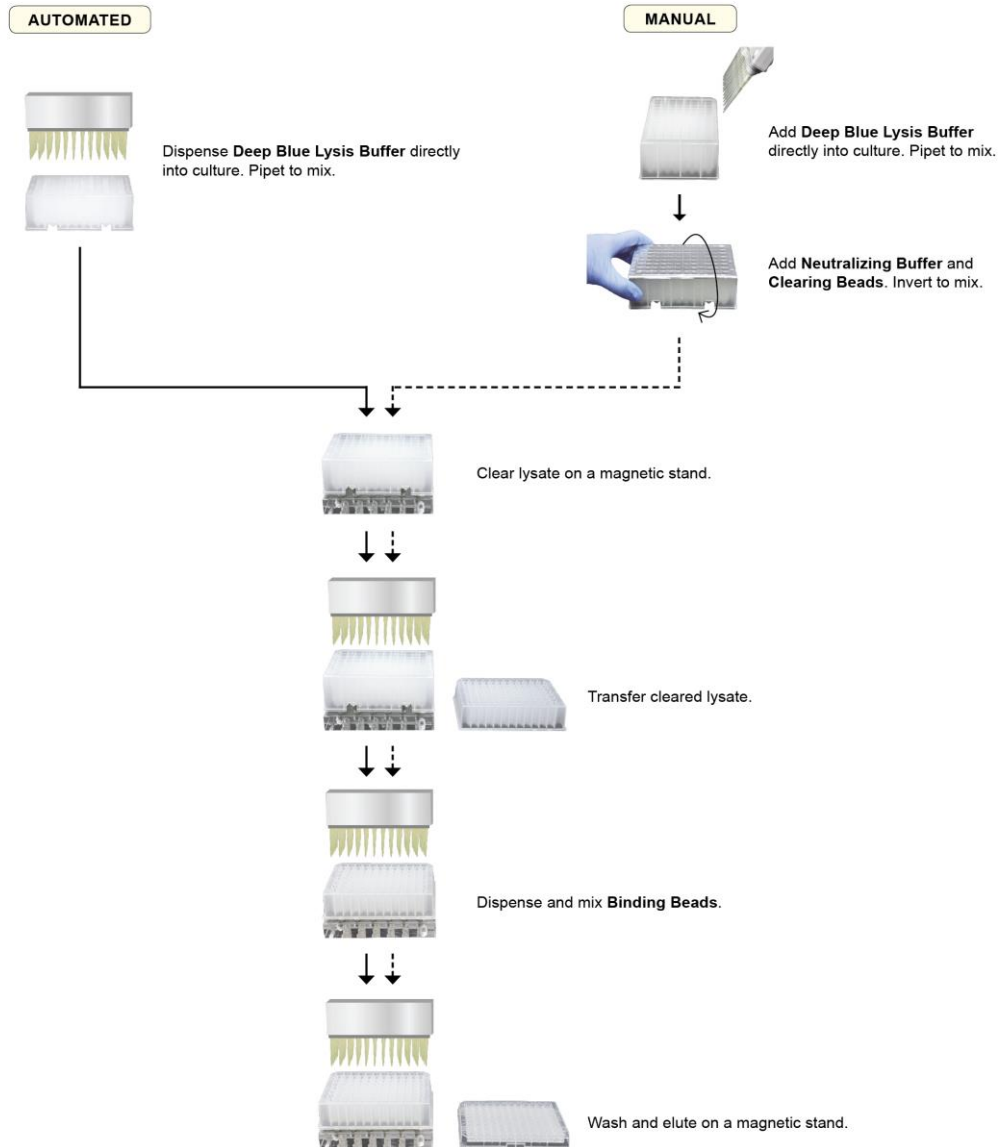 AUTOMATED
MANUAL
Dispense Deep Blue Lysis Buffer directly
into culture. Pipet to mix.
Add Deep Blue Lysis Buffer
directly into culture. Pipet to mix.
Add Neutralizing Buffer and
Clearing Beads. Invert to mix.
Clear lysate on a magnetic stand.
Transfer cleared lysate.
Dispense and mix Binding Beads.
Wash and elute on a magnetic stand.